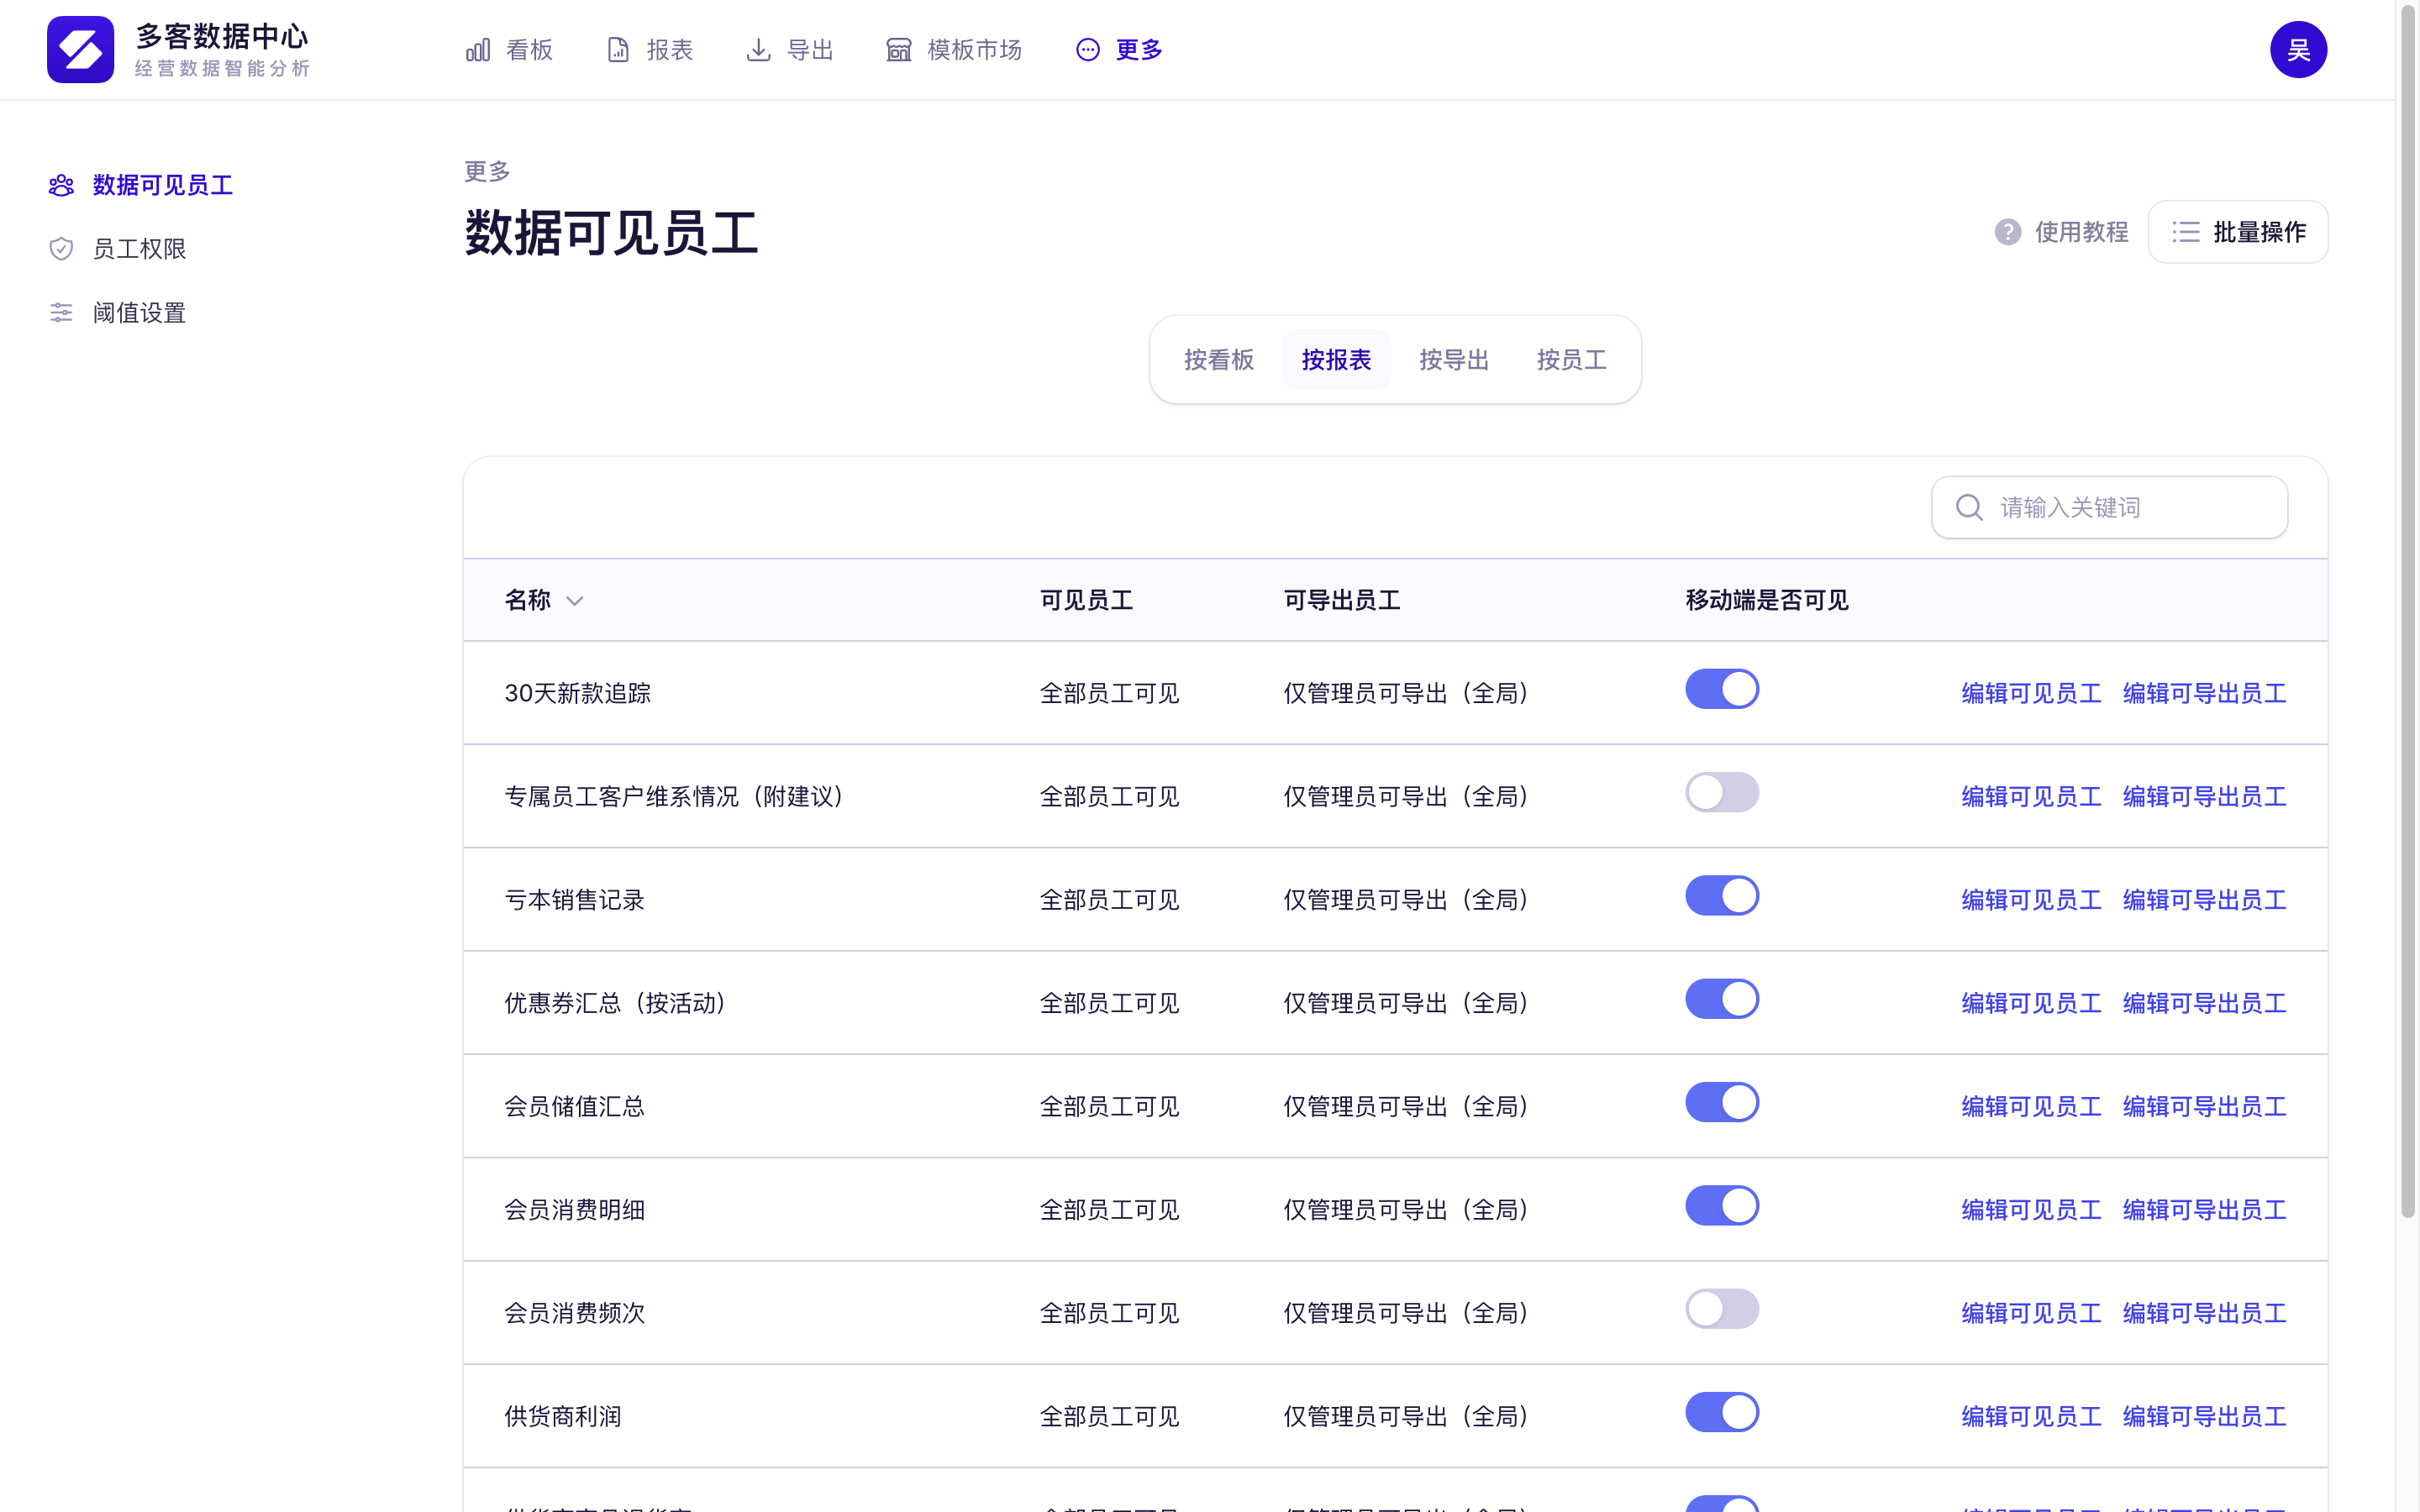 多客数据中心
经营数据智能分析
看板
报表
导出
模板市场
更多
吴
数据可见员工
员工权限
阈值设置
更多
数据可见员工
使用教程
批量操作
按看板
按报表
按导出
按员工
请输入关键词
名称 可见员工 可导出员工 移动端是否可见
30天新款追踪 全部员工可见 仅管理员可导出（全局） 编辑可见员工 编辑可导出员工
专属员工客户维系情况（附建议） 全部员工可见 仅管理员可导出（全局） 编辑可见员工 编辑可导出员工
亏本销售记录 全部员工可见 仅管理员可导出（全局） 编辑可见员工 编辑可导出员工
优惠券汇总（按活动） 全部员工可见 仅管理员可导出（全局） 编辑可见员工 编辑可导出员工
会员储值汇总 全部员工可见 仅管理员可导出（全局） 编辑可见员工 编辑可导出员工
会员消费明细 全部员工可见 仅管理员可导出（全局） 编辑可见员工 编辑可导出员工
会员消费频次 全部员工可见 仅管理员可导出（全局） 编辑可见员工 编辑可导出员工
供货商利润 全部员工可见 仅管理员可导出（全局） 编辑可见员工 编辑可导出员工